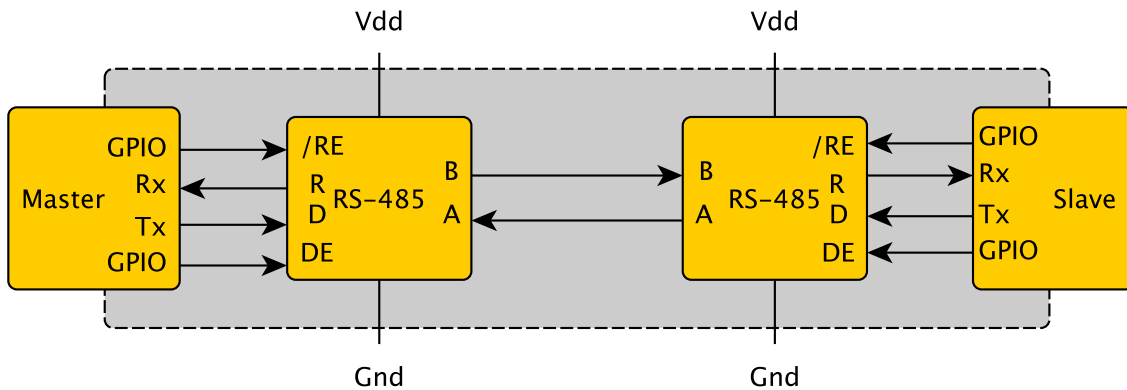 Vdd
Vdd
Master
GPIO
Rx
Tx
GPIO
/RE
R
D
DE
RS-485
B
A
B
A
RS-485
/RE
R
D
DE
GPIO
Rx
Tx
GPIO
Slave
Gnd
Gnd